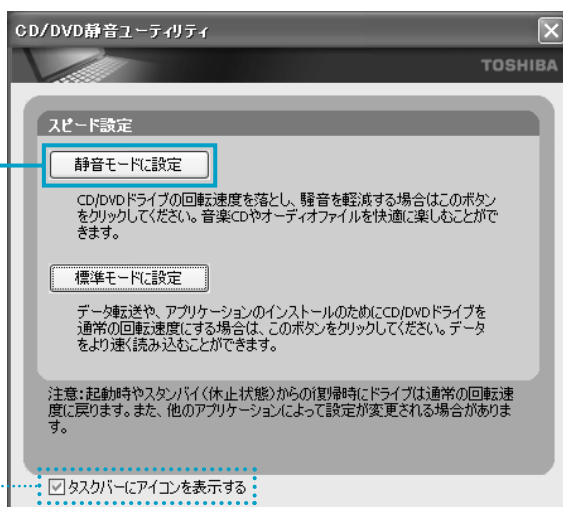 CD/DVD静音ユーティリティ
TOSHIBA
スピード設定
静音モードに設定
CD/DVDドライブの回転速度を落とし、騒音を軽減する場合はこのボタン
をクリックしてください。音楽CDやオーディオファイルを快適に楽しむことがで
きます。
標準モードに設定
データ転送や、アプリケーションのインストールのためにCD/DVDドライブを
通常の回転速度にする場合は、このボタンをクリックしてください。データ
をより速く読み込むことができます。
注意:起動時やスタンバイ(休止状態)からの復帰時にドライブは通常の回転速
度に戻ります。また、他のアプリケーションによって設定が変更される場合がありま
す。
タスクバーにアイコンを表示する